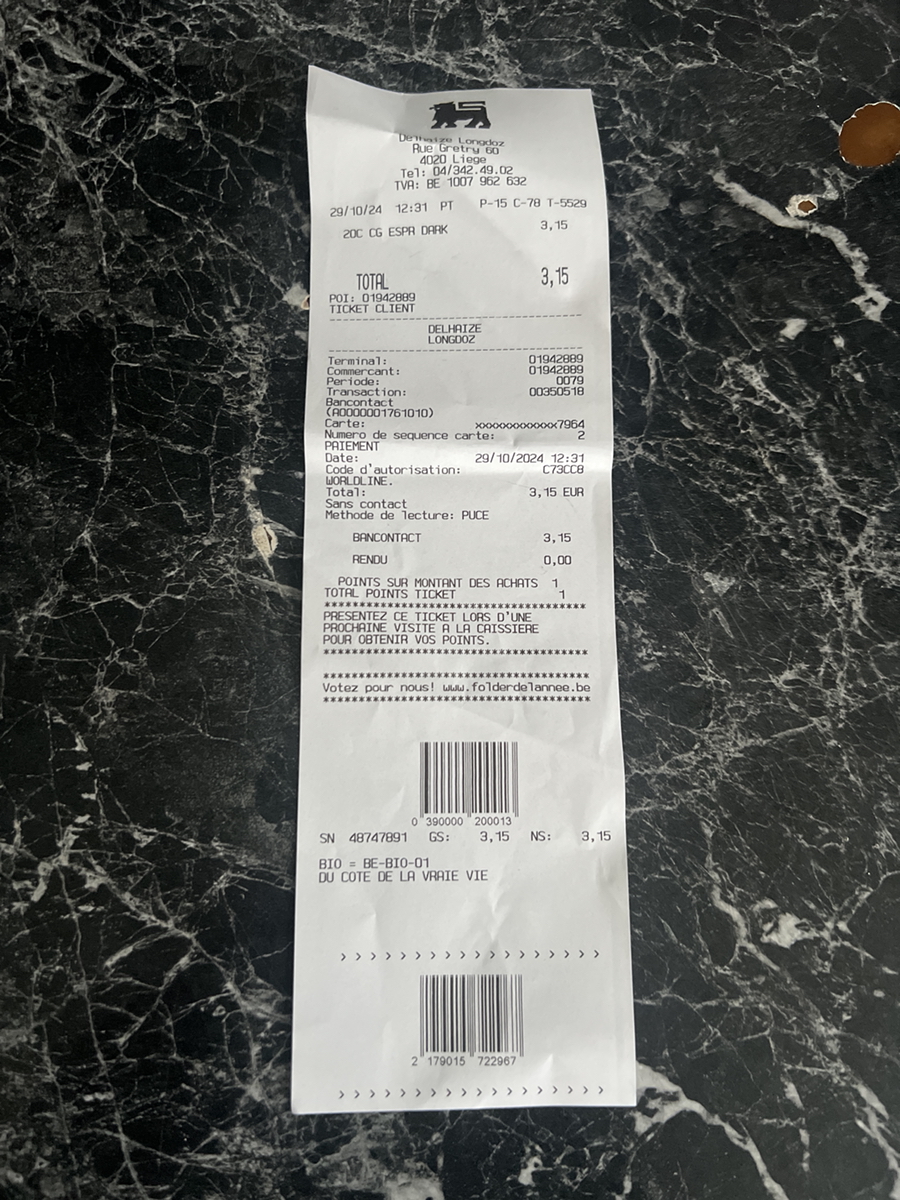 Delhaize Longdoz
Rue Gretry 60
4020 Liege
Tel: 04/342.49.02
TVA: BE 1007 962 632
29/10/24 12:31 PT P-15 C-78 T-5529
20C CG ESPR DARK 3,15
TOTAL 3,15
POI: 01942889
TICKET CLIENT
DELHAIZE
LONGDOZ
Terminal: 01942889
Commercant: 01942889
Periode: 0079
Transaction: 00350518
Bancontact
(A0000001761010)
Carte: xxxxxxxxxxxx7964
Numero de sequence carte: 2
PAIEMENT
Date: 29/10/2024 12:31
Code d'autorisation: C73CC8
WORLDLINE.
Total: 3,15 EUR
Sans contact
Methode de lecture: PUCE
BANCONTACT 3,15
RENDU 0,00
POINTS SUR MONTANT DES ACHATS 1
TOTAL POINTS TICKET 1
****************************************
PRESENTEZ CE TICKET LORS D'UNE
PROCHAINE VISITE A LA CAISSIERE
POUR OBTENIR VOS POINTS.
****************************************
****************************************
Votez pour nous! www.folderdelannee.be
****************************************
0 390000 200013
SN 48747891 GS: 3,15 NS: 3,15
BIO = BE-BIO-01
DU COTE DE LA VRAIE VIE
> > > > > > > > > > > > > > > > > >
2 179015 722967
> > > > > > > > > > > > > > > > > >